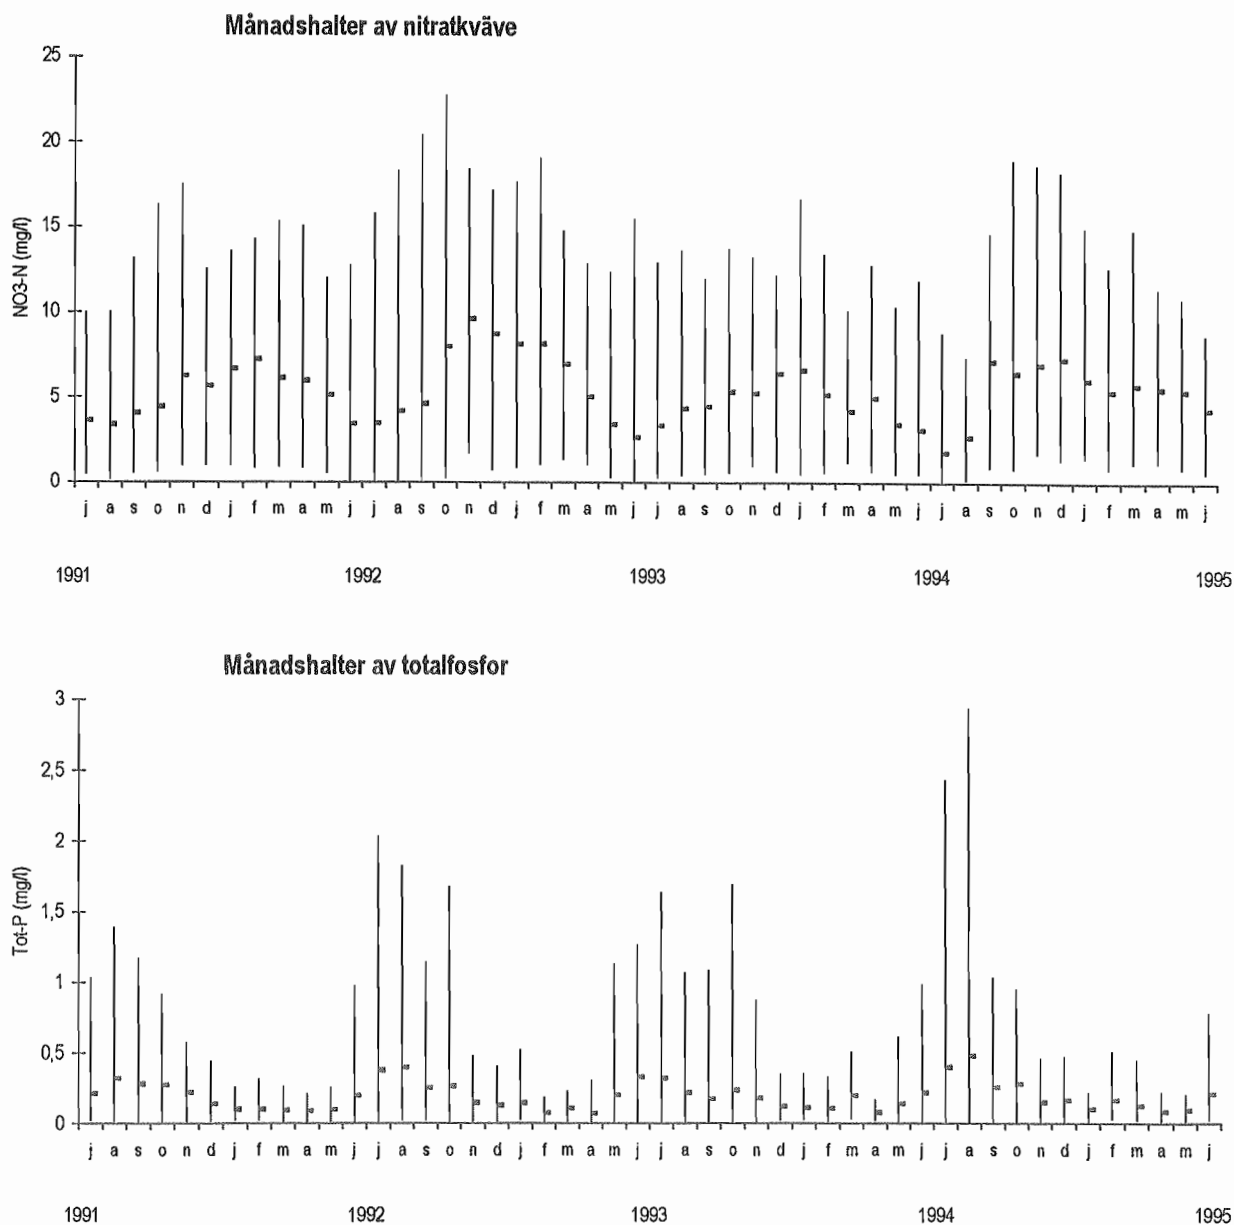 Månadshalter av nitratkväve
25
20
15
10
5
0
NO3-N (mg/l)
j a s o n d j f m a m j j a s o n d j f m a m j j a s o n d j f m a m j j a s o n d j f m a m j
1991 1992 1993 1994 1995
Månadshalter av totalfosfor
3
2,5
2
1,5
1
0,5
0
Tot-P (mg/l)
j a s o n d j f m a m j j a s o n d j f m a m j j a s o n d j f m a m j j a s o n d j f m a m j
1991 1992 1993 1994 1995